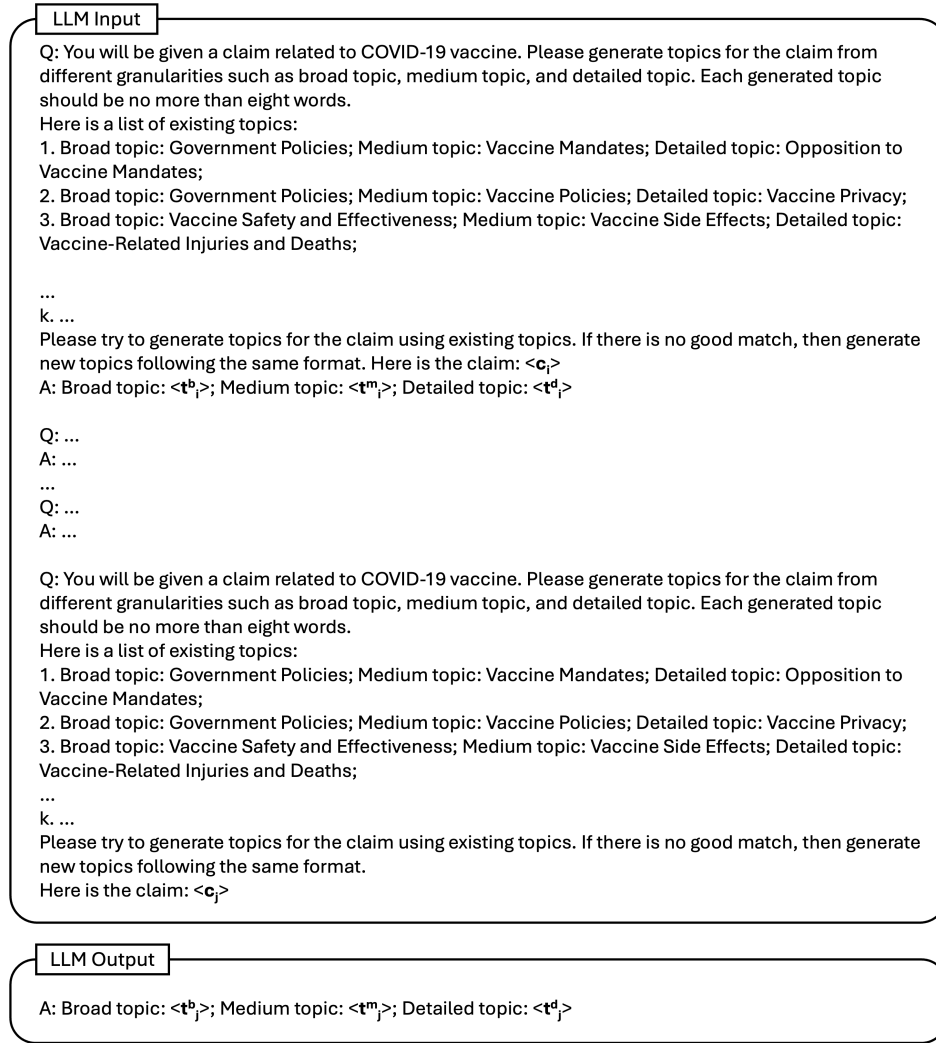 LLM Input
Q: You will be given a claim related to COVID-19 vaccine. Please generate topics for the claim from
different granularities such as broad topic, medium topic, and detailed topic. Each generated topic
should be no more than eight words.
Here is a list of existing topics:
1. Broad topic: Government Policies; Medium topic: Vaccine Mandates; Detailed topic: Opposition to
Vaccine Mandates;
2. Broad topic: Government Policies; Medium topic: Vaccine Policies; Detailed topic: Vaccine Privacy;
3. Broad topic: Vaccine Safety and Effectiveness; Medium topic: Vaccine Side Effects; Detailed topic:
Vaccine-Related Injuries and Deaths;
...
k. ...
Please try to generate topics for the claim using existing topics. If there is no good match, then generate
new topics following the same format. Here is the claim: <c_i>
A: Broad topic: <t^b_i>; Medium topic: <t^m_i>; Detailed topic: <t^d_i>
Q: ...
A: ...
...
Q: ...
A: ...
Q: You will be given a claim related to COVID-19 vaccine. Please generate topics for the claim from
different granularities such as broad topic, medium topic, and detailed topic. Each generated topic
should be no more than eight words.
Here is a list of existing topics:
1. Broad topic: Government Policies; Medium topic: Vaccine Mandates; Detailed topic: Opposition to
Vaccine Mandates;
2. Broad topic: Government Policies; Medium topic: Vaccine Policies; Detailed topic: Vaccine Privacy;
3. Broad topic: Vaccine Safety and Effectiveness; Medium topic: Vaccine Side Effects; Detailed topic:
Vaccine-Related Injuries and Deaths;
...
k. ...
Please try to generate topics for the claim using existing topics. If there is no good match, then generate
new topics following the same format.
Here is the claim: <c_j>
LLM Output
A: Broad topic: <t^b_j>; Medium topic: <t^m_j>; Detailed topic: <t^d_j>